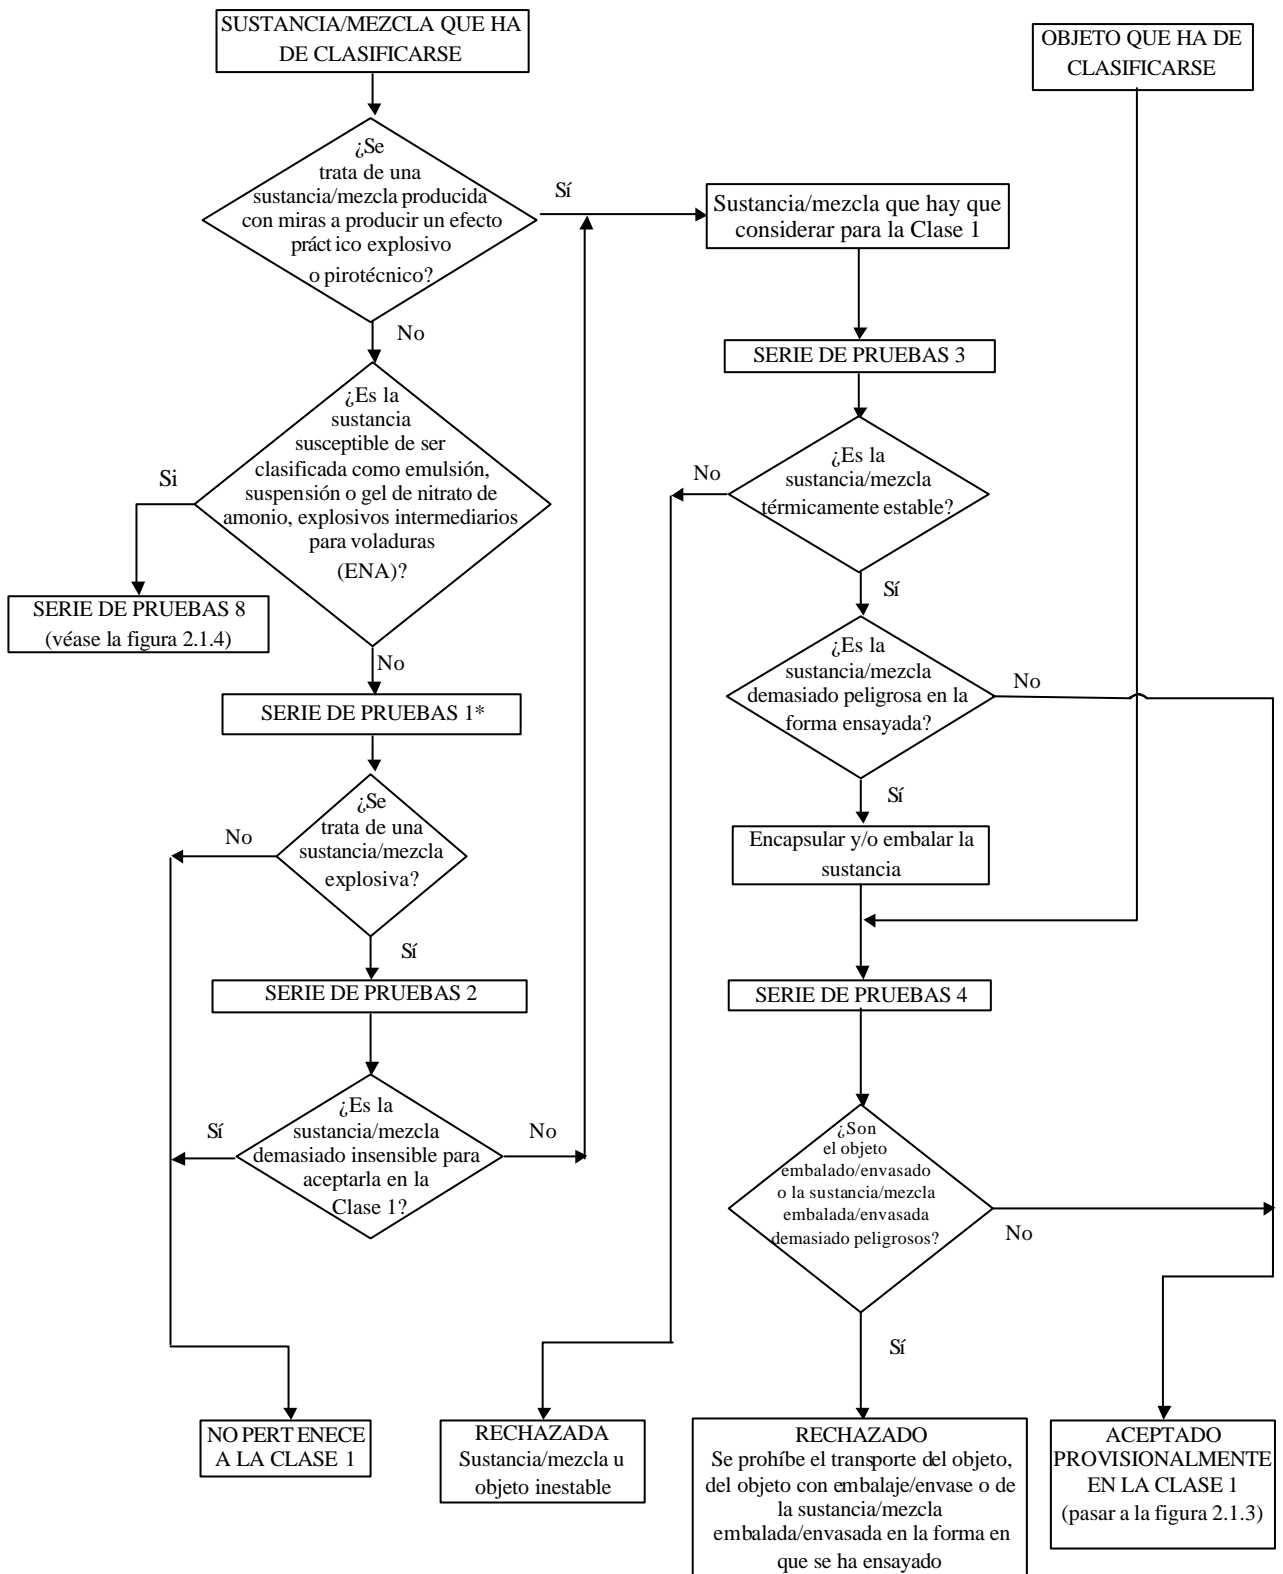 SUSTANCIA/MEZCLA QUE HA
DE CLASIFICARSE
OBJETO QUE HA DE
CLASIFICARSE
¿Se
trata de una
sustancia/mezcla producida
con miras a producir un efecto
práct ico explosivo
o pirotécnico?
Sí
Sustancia/mezcla que hay que
considerar para la Clase 1
No
SERIE DE PRUEBAS 3
¿Es la
sustancia
susceptible de ser
clasificada como emulsión,
suspensión o gel de nitrato de
amonio, explosivos intermediarios
para voladuras
(ENA)?
Si
No
¿Es la
sustancia/mezcla
térmicamente estable?
Sí
SERIE DE PRUEBAS 8
(véase la figura 2.1.4)
No
¿Es la
sustancia/mezcla
demasiado peligrosa en la
forma ensayada?
No
SERIE DE PRUEBAS 1*
Sí
¿Se
trata de una
sustancia/mezcla
explosiva?
No
Encapsular y/o embalar la
sustancia
Sí
SERIE DE PRUEBAS 2
SERIE DE PRUEBAS 4
¿Es la
sustancia/mezcla
demasiado insensible para
aceptarla en la
Clase 1?
Sí
No
¿Son
el objeto
embalado/envasado
o la sustancia/mezcla
embalada/envasada
demasiado peligrosos?
No
Sí
NO PERT ENECE
A LA CLASE 1
RECHAZADA
Sustancia/mezcla u
objeto inestable
RECHAZADO
Se prohíbe el transporte del objeto,
del objeto con embalaje/envase o de
la sustancia/mezcla
embalada/envasada en la forma en
que se ha ensayado
ACEPTADO
PROVISIONALMENTE
EN LA CLASE 1
(pasar a la figura 2.1.3)